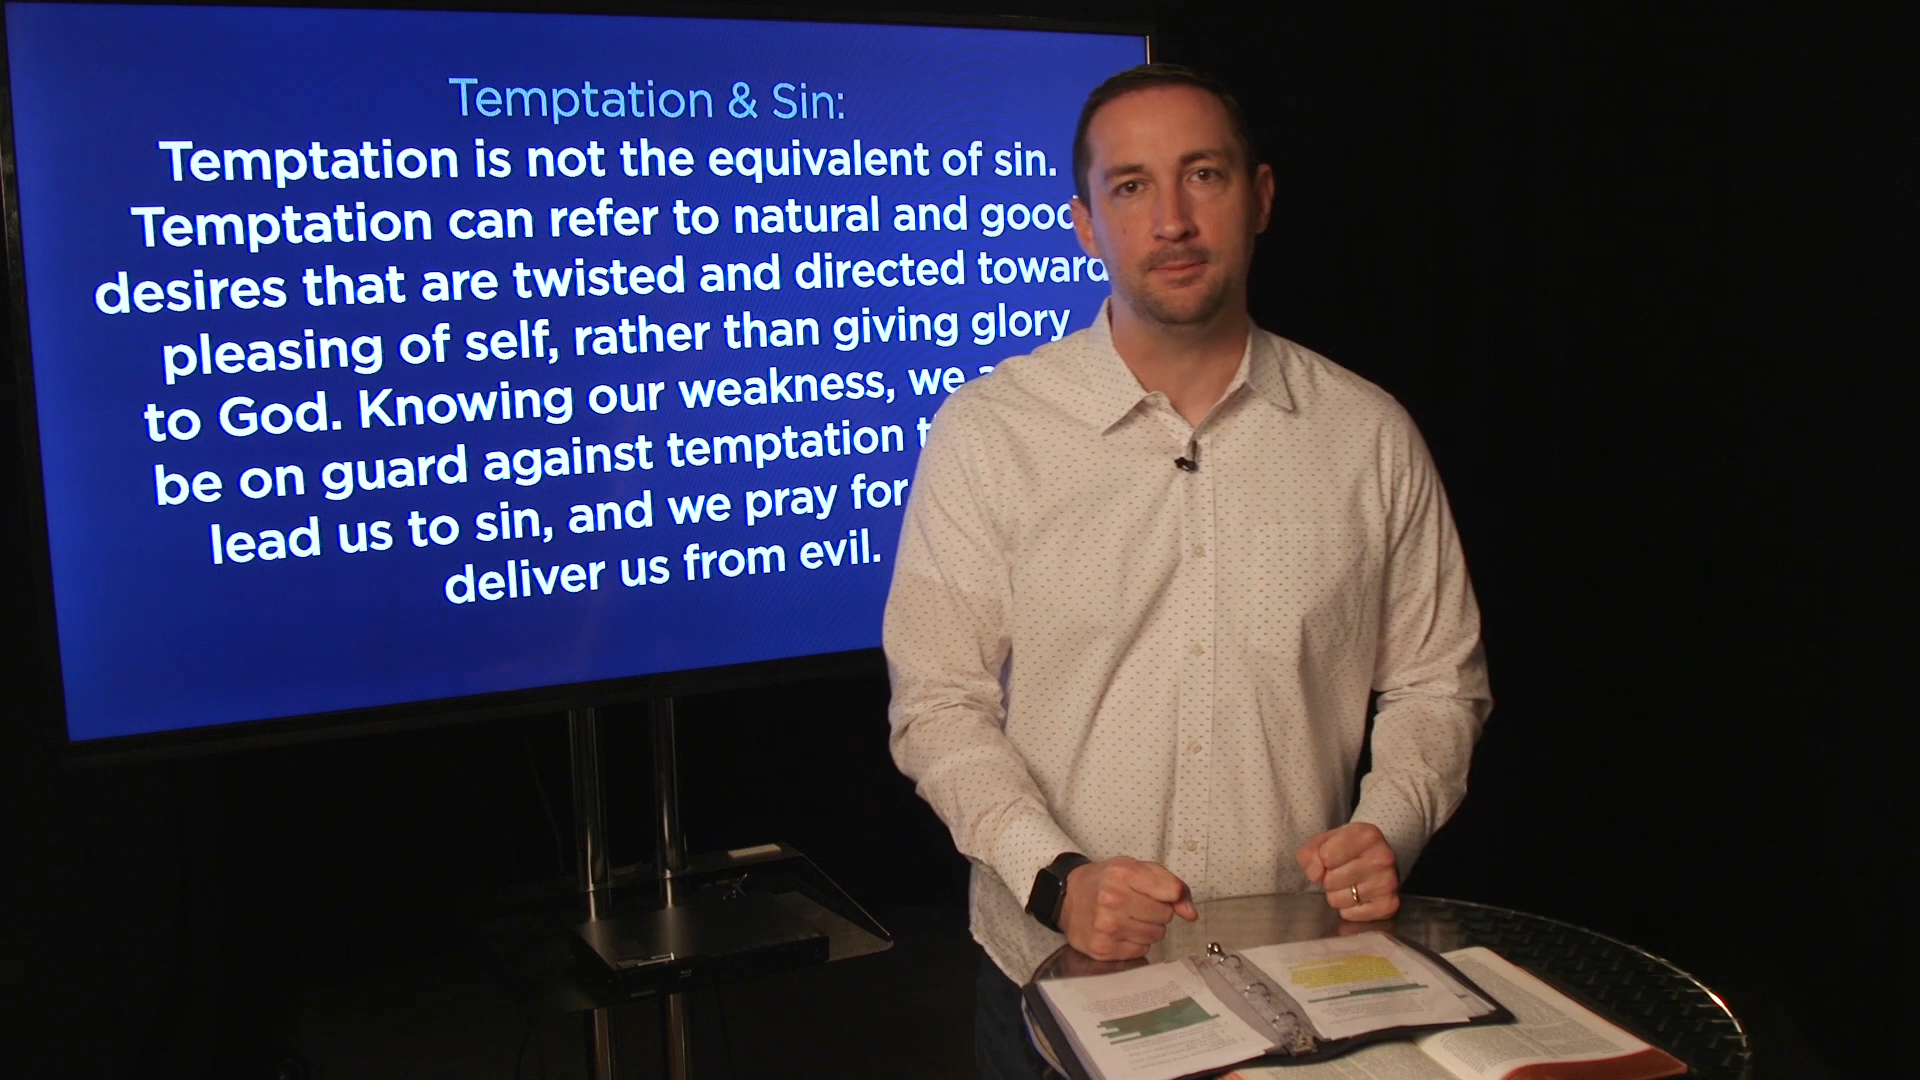 Temptation & Sin:
Temptation is not the equivalent of sin.
Temptation can refer to natural and good
desires that are twisted and directed toward
pleasing of self, rather than giving glory
to God. Knowing our weakness, we
be on guard against temptation
lead us to sin, and we pray for
deliver us from evil.